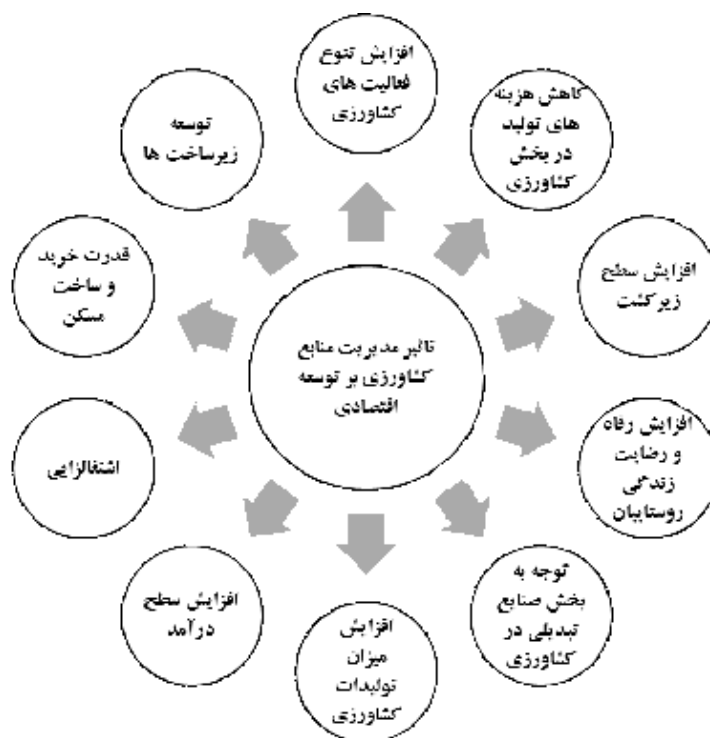 تاثیر مدیریت منابع
کشاورزی بر توسعه
اقتصادی
افزایش تنوع
فعالیت های
کشاورزی
کاهش هزینه
های تولید
در بخش
کشاورزی
افزایش سطح
زیرکشت
افزایش رفاه
و رضایت
زندگی
روستاییان
توجه به
بخش صنایع
تبدیلی در
کشاورزی
افزایش
میزان
تولیدات
کشاورزی
افزایش سطح
درآمد
اشتغالزایی
قدرت خرید
و ساخت
مسکن
توسعه
زیرساخت ها